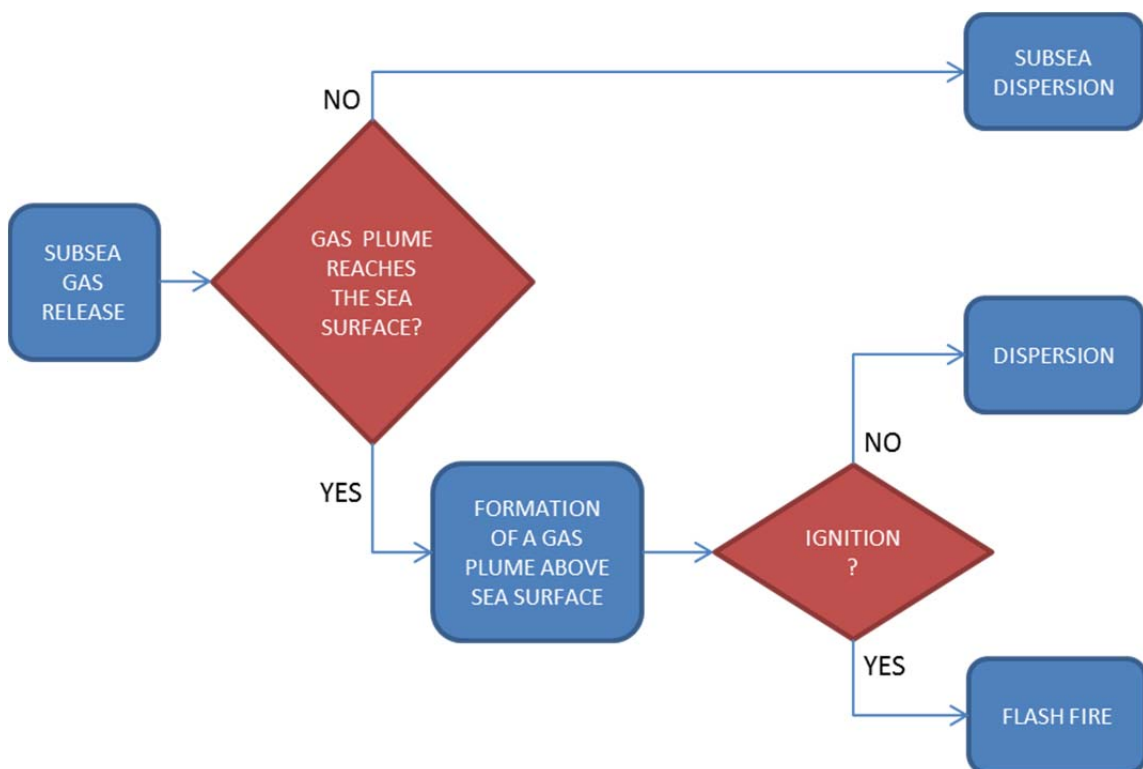 NO
SUBSEA
DISPERSION
SUBSEA
GAS
RELEASE
GAS PLUME
REACHES
THE SEA
SURFACE?
YES
FORMATION
OF A GAS
PLUME ABOVE
SEA SURFACE
IGNITION
?
NO
DISPERSION
YES
FLASH FIRE